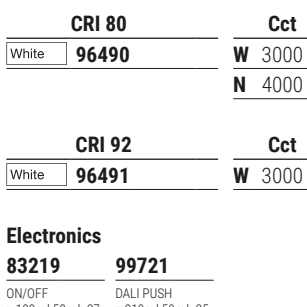 CRI 80 Cct
White 96490 W 3000
N 4000
CRI 92 Cct
White 96491 W 3000
Electronics
83219 99721
ON/OFF DALI PUSH